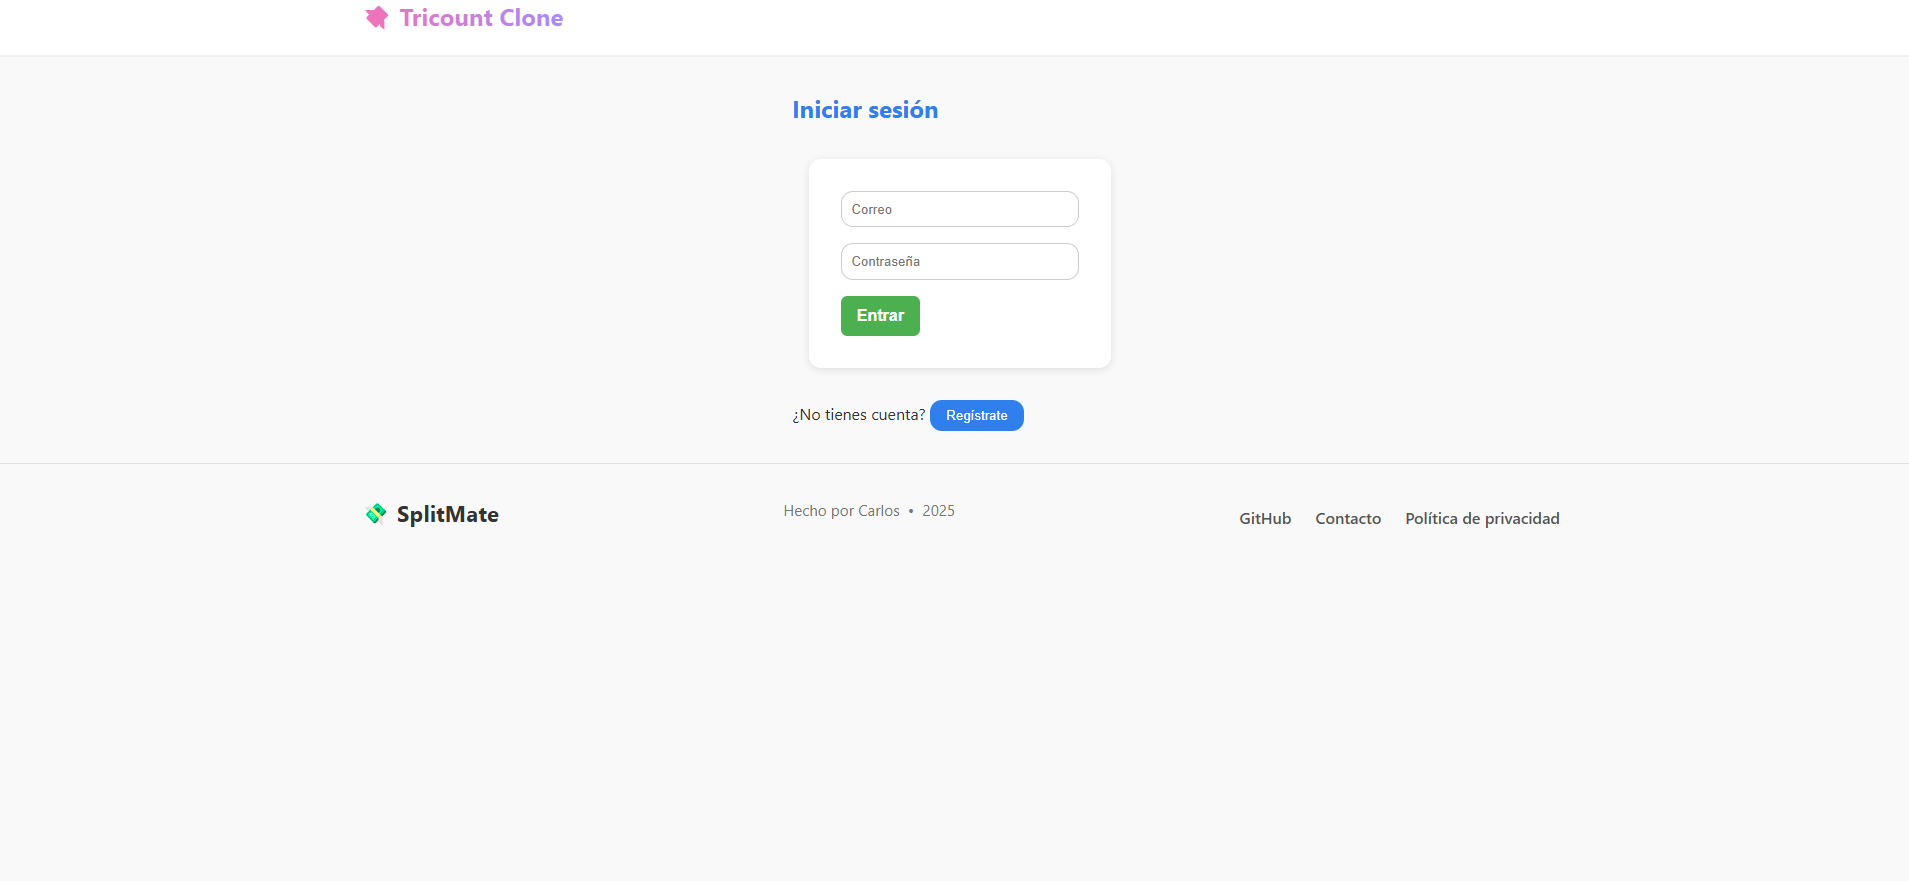 Tricount Clone
Iniciar sesión
Correo
Contraseña
Entrar
¿No tienes cuenta? Regístrate
SplitMate
Hecho por Carlos • 2025
GitHub Contacto Política de privacidad